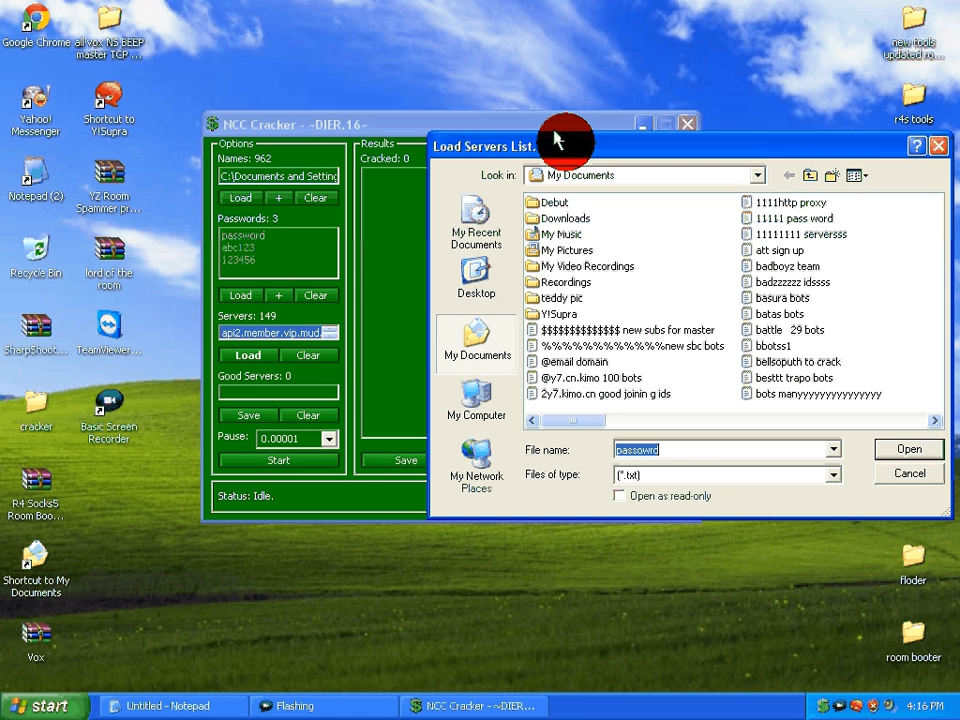 Google Chrome
all vox NS BEEP
master TCP ...
Yahoo!
Messenger
Shortcut to
Y!Supra
Notepad (2)
YZ Room
Spammer pr...
Recycle Bin
lord of the
room
SharpShoot...
TeamViewer...
cracker
Basic Screen
Recorder
R4 Socks5
Room Boo...
Shortcut to My
Documents
Vox
new tools
updated ro...
r4s tools
floder
room booter
NCC Cracker - ~DIER.16~
Options
Names: 962
C:\Documents and Setting
Load
+
Clear
Passwords: 3
password
abc123
123456
Load
+
Clear
Servers: 149
api2.member.vip.mud.
Load
Clear
Good Servers: 0
Save
Clear
Pause:
0.00001
Start
Results
Cracked: 0
Save
Status: Idle.
Load Servers List.
Look in:
My Documents
My Recent
Documents
Desktop
My Documents
My Computer
My Network
Places
Debut
Downloads
My Music
My Pictures
My Video Recordings
Recordings
teddy pic
Y!Supra
$$$$$$$$$$$$$$ new subs for master
%%%%%%%%%%%%new sbc bots
@email domain
@y7.cn.kimo 100 bots
2y7.kimo.cn good joinin g ids
1111http proxy
11111 pass word
11111111 serversss
att sign up
badboyz team
badzzzzzz idssss
basura bots
batas bots
battle 29 bots
bbotss1
bellsoputh to crack
besttt trapo bots
bots manyyyyyyyyyyyyyyy
File name:
passowrd
Open
Files of type:
(*.txt)
Cancel
Open as read-only
start
Untitled - Notepad
Flashing
NCC Cracker - ~DIER...
4:16 PM